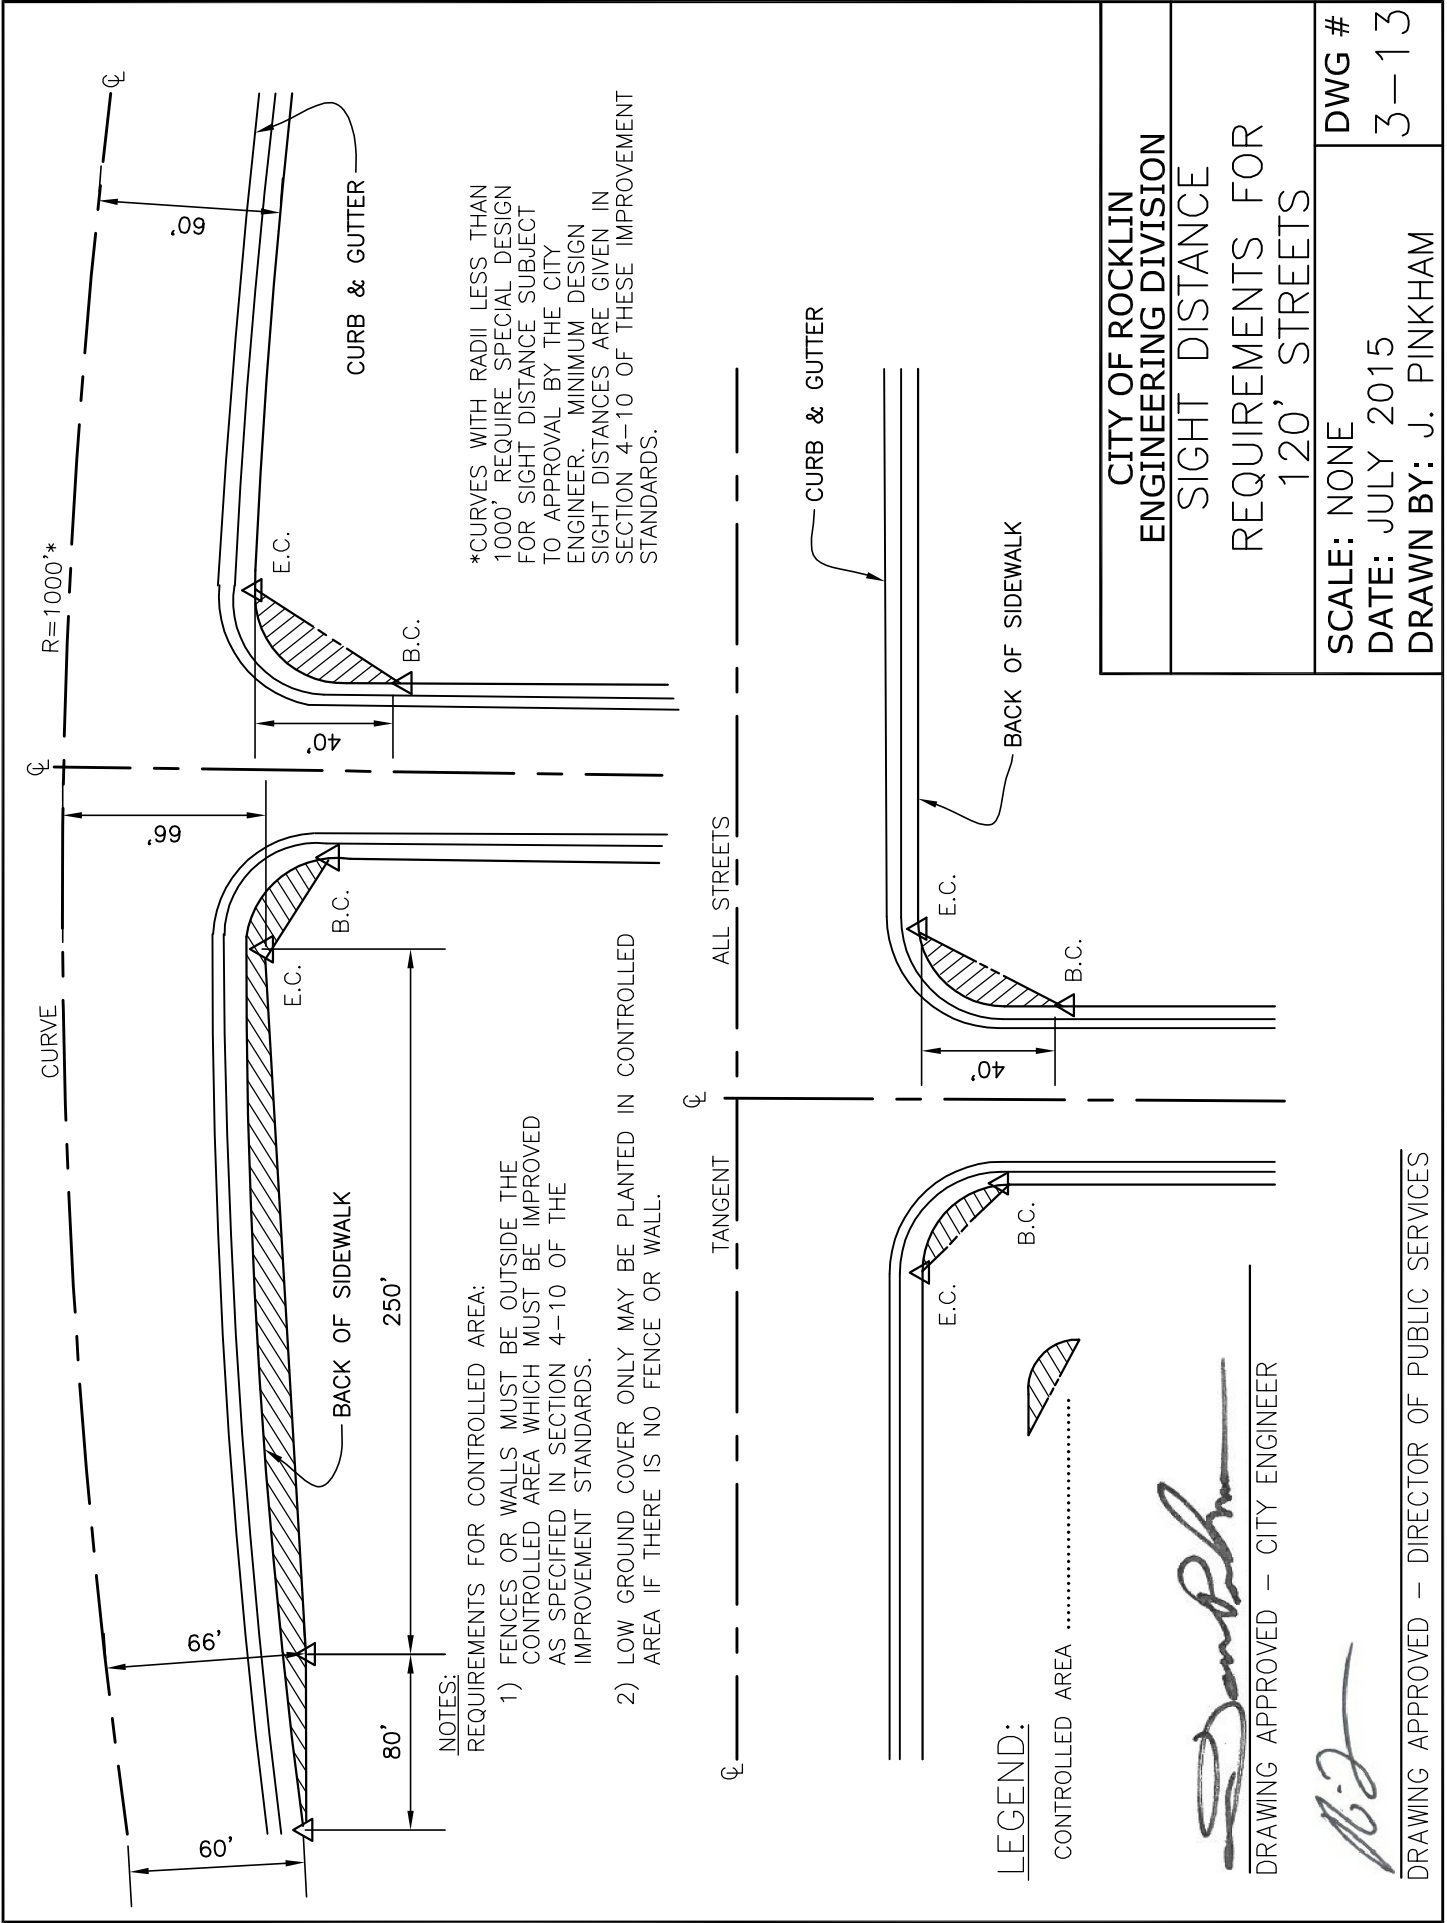 CURVE
R=1000'*
℄
℄
60'
66'
66'
60'
80'
250'
40'
E.C.
B.C.
E.C.
B.C.
BACK OF SIDEWALK
CURB & GUTTER
NOTES:
REQUIREMENTS FOR CONTROLLED AREA:
1) FENCES OR WALLS MUST BE OUTSIDE THE
CONTROLLED AREA WHICH MUST BE IMPROVED
AS SPECIFIED IN SECTION 4-10 OF THE
IMPROVEMENT STANDARDS.
2) LOW GROUND COVER ONLY MAY BE PLANTED IN CONTROLLED
AREA IF THERE IS NO FENCE OR WALL.
*CURVES WITH RADII LESS THAN
1000' REQUIRE SPECIAL DESIGN
FOR SIGHT DISTANCE SUBJECT
TO APPROVAL BY THE CITY
ENGINEER. MINIMUM DESIGN
SIGHT DISTANCES ARE GIVEN IN
SECTION 4-10 OF THESE IMPROVEMENT
STANDARDS.
℄
TANGENT
℄
ALL STREETS
CURB & GUTTER
E.C.
B.C.
40'
E.C.
B.C.
BACK OF SIDEWALK
LEGEND:
CONTROLLED AREA ........................
DRAWING APPROVED - CITY ENGINEER
DRAWING APPROVED - DIRECTOR OF PUBLIC SERVICES
CITY OF ROCKLIN
ENGINEERING DIVISION
SIGHT DISTANCE
REQUIREMENTS FOR
120' STREETS
SCALE: NONE
DATE: JULY 2015
DRAWN BY: J. PINKHAM
DWG #
3-13